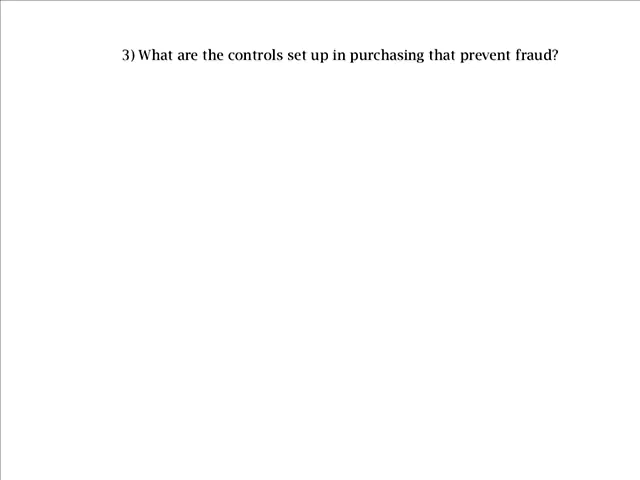 3) What are the controls set up in purchasing that prevent fraud?